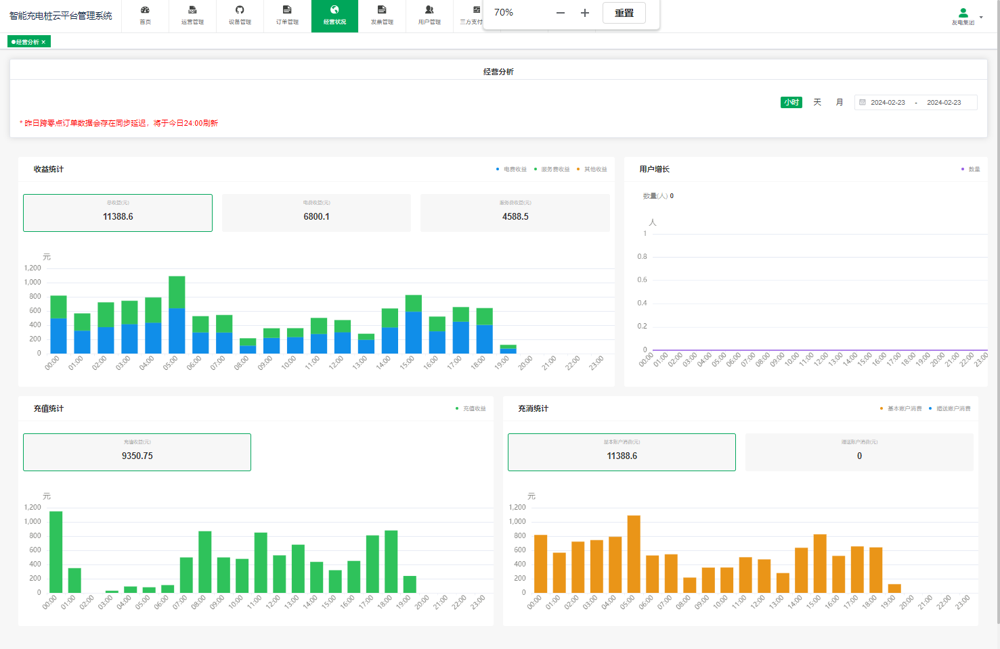 智能充电桩云平台管理系统
首页
运营管理
设备管理
订单管理
经营状况
发票管理
用户管理
三方支付
70%
重置
友电集团
经营分析
经营分析
小时 天 月 2024-02-23 - 2024-02-23
* 昨日跨零点订单数据会存在同步延迟，将于今日24:00刷新
收益统计
电费收益 服务费收益 其他收益
总收益(元)
11388.6
电费收益(元)
6800.1
服务费收益(元)
4588.5
元
1,200
1,000
800
600
400
200
0
00:00 01:00 02:00 03:00 04:00 05:00 06:00 07:00 08:00 09:00 10:00 11:00 12:00 13:00 14:00 15:00 16:00 17:00 18:00 19:00 20:00 21:00 22:00 23:00
用户增长
数量
数量(人) 0
人
1
0.8
0.6
0.4
0.2
0
00:00 01:00 02:00 03:00 04:00 05:00 06:00 07:00 08:00 09:00 10:00 11:00 12:00 13:00 14:00 15:00 16:00 17:00 18:00 19:00 20:00 21:00 22:00 23:00
充值统计
充值收益
充值收益(元)
9350.75
元
1,200
1,000
800
600
400
200
0
00:00 01:00 02:00 03:00 04:00 05:00 06:00 07:00 08:00 09:00 10:00 11:00 12:00 13:00 14:00 15:00 16:00 17:00 18:00 19:00 20:00 21:00 22:00 23:00
充消统计
基本账户消费 赠送账户消费
基本账户消费(元)
11388.6
赠送账户消费(元)
0
元
1,200
1,000
800
600
400
200
0
00:00 01:00 02:00 03:00 04:00 05:00 06:00 07:00 08:00 09:00 10:00 11:00 12:00 13:00 14:00 15:00 16:00 17:00 18:00 19:00 20:00 21:00 22:00 23:00